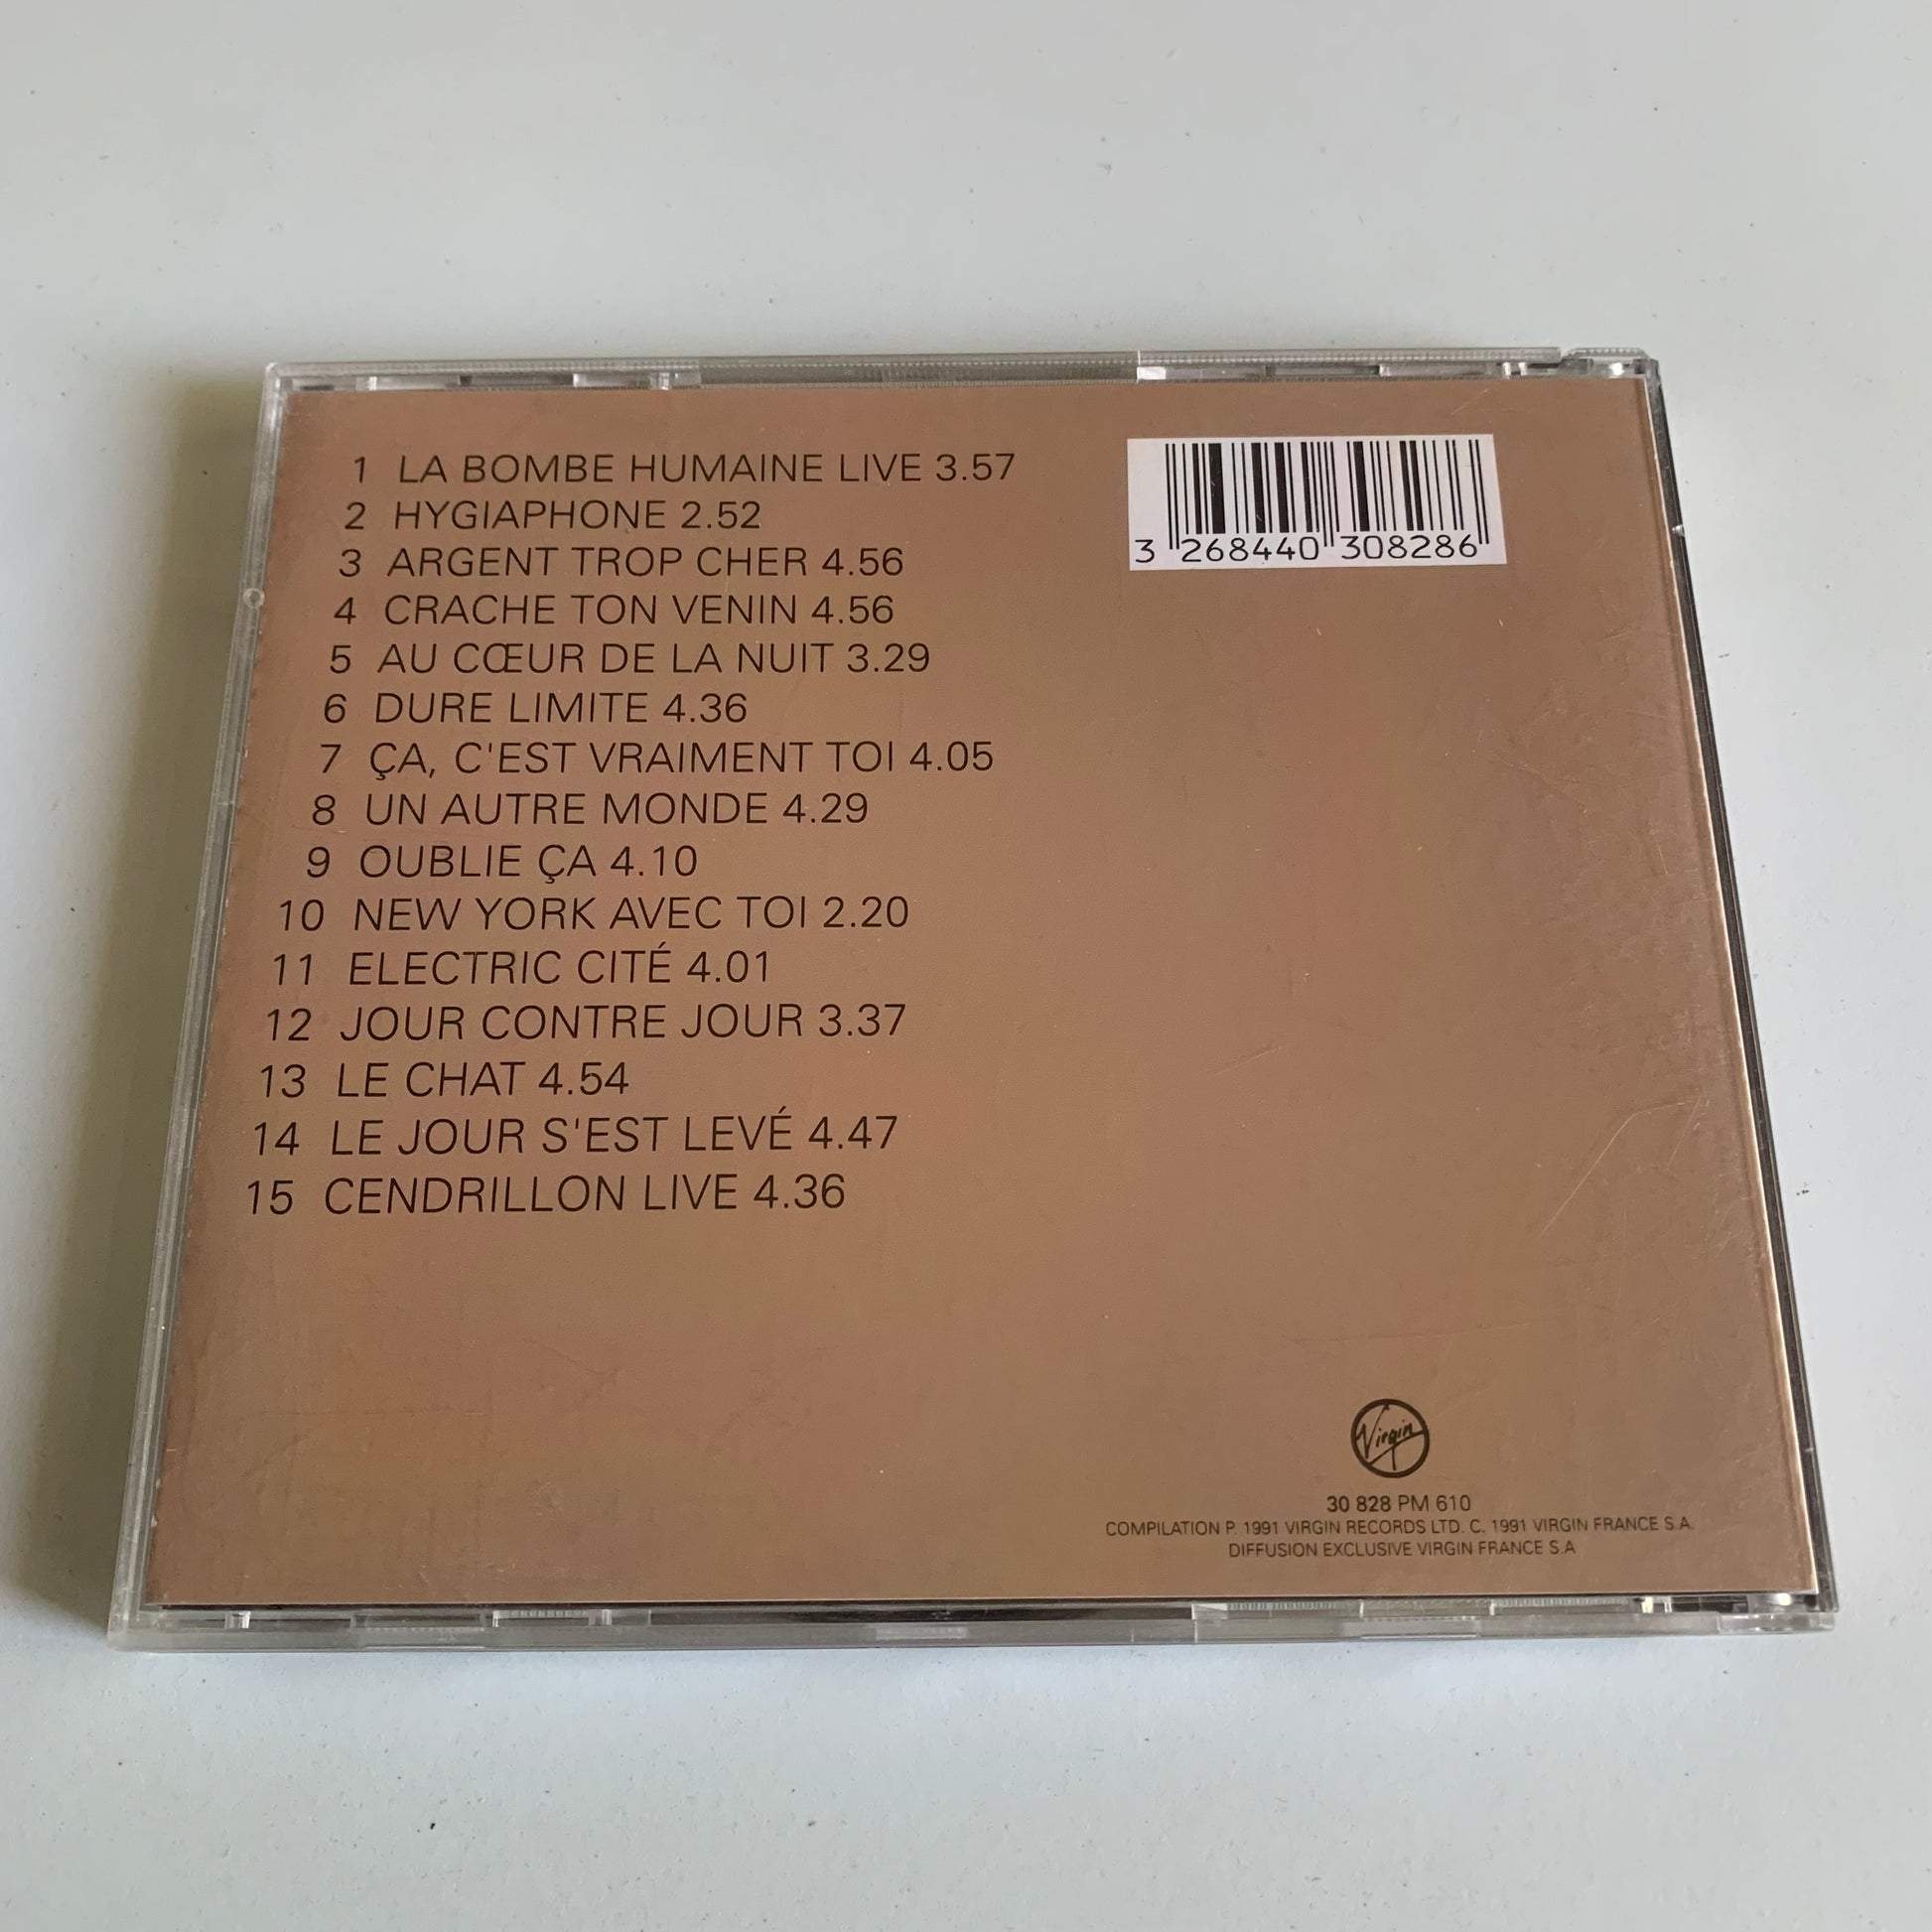 1 LA BOMBE HUMAINE LIVE 3.57
2 HYGIAPHONE 2.52
3 ARGENT TROP CHER 4.56
4 CRACHE TON VENIN 4.56
5 AU CŒUR DE LA NUIT 3.29
6 DURE LIMITE 4.36
7 ÇA, C'EST VRAIMENT TOI 4.05
8 UN AUTRE MONDE 4.29
9 OUBLIE ÇA 4.10
10 NEW YORK AVEC TOI 2.20
11 ELECTRIC CITÉ 4.01
12 JOUR CONTRE JOUR 3.37
13 LE CHAT 4.54
14 LE JOUR S'EST LEVÉ 4.47
15 CENDRILLON LIVE 4.36
3 268440 308286
Virgin
30 828 PM 610
COMPILATION P. 1991 VIRGIN RECORDS LTD. C. 1991 VIRGIN FRANCE S.A.
DIFFUSION EXCLUSIVE VIRGIN FRANCE S.A